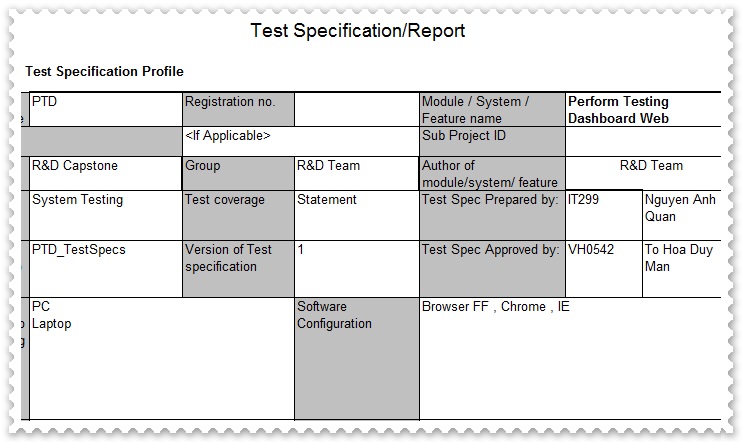 Test Specification/Report
Test Specification Profile
PTD Registration no. Module / System / Feature name Perform Testing Dashboard Web
<If Applicable> Sub Project ID
R&D Capstone Group R&D Team Author of module/system/ feature R&D Team
System Testing Test coverage Statement Test Spec Prepared by: IT299 Nguyen Anh Quan
PTD_TestSpecs Version of Test specification 1 Test Spec Approved by: VH0542 To Hoa Duy Man
PC
Laptop
Software Configuration
Browser FF , Chrome , IE